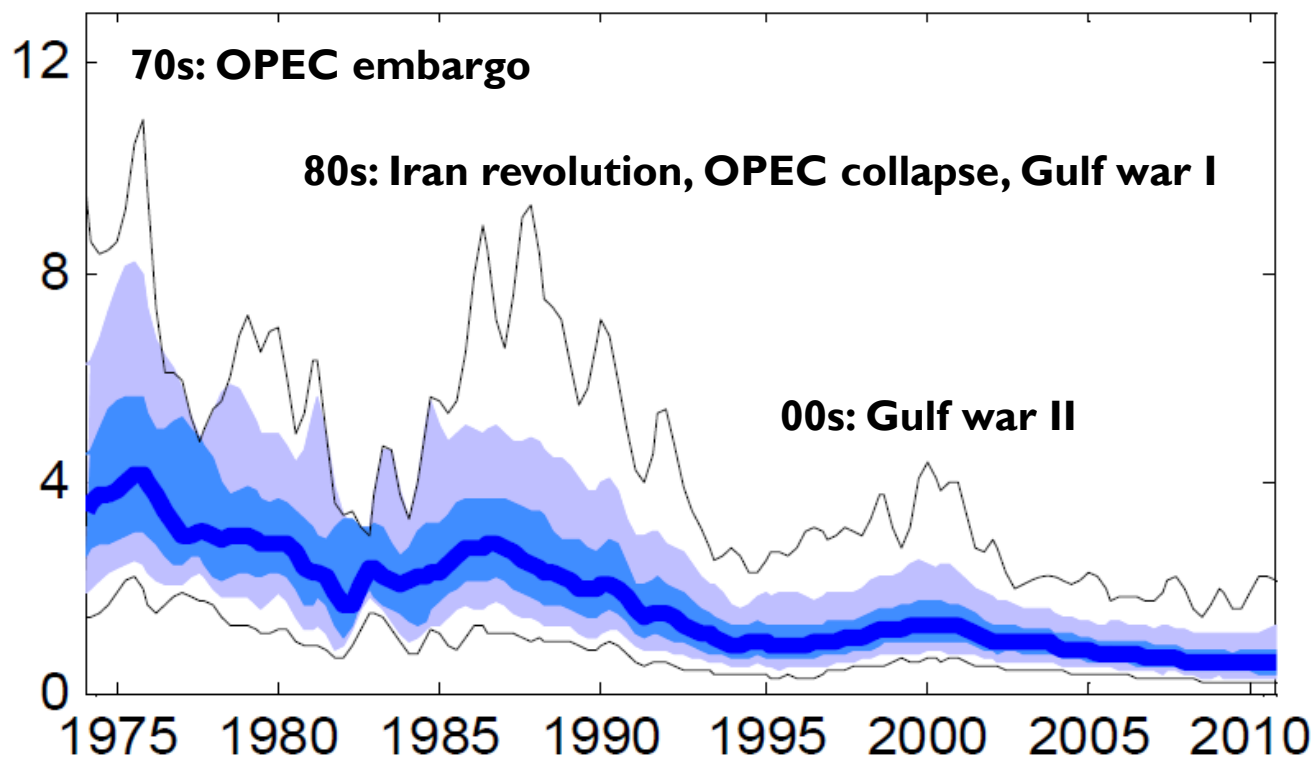 12
70s: OPEC embargo
80s: Iran revolution, OPEC collapse, Gulf war I
8
00s: Gulf war II
4
0
1975 1980 1985 1990 1995 2000 2005 2010